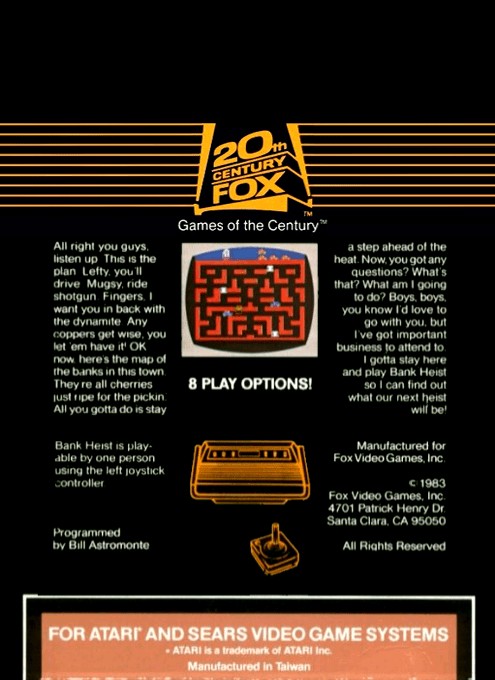 20th
CENTURY
FOX
™
Games of the Century™
All right you guys,
listen up This is the
plan Lefty, you'll
drive Mugsy, ride
shotgun Fingers, I
want you in back with
the dynamite Any
coppers get wise, you
let 'em have it! OK
now, here's the map of
the banks in this town
They re all cherries
just ripe for the pickin
All you gotta do is stay
a step ahead of the
heat. Now, you got any
questions? What's
that? What am I going
to do? Boys, boys,
you know I'd love to
go with you, but
I've got important
business to attend to.
I gotta stay here
and play Bank Heist
so I can find out
what our next heist
will be!
8 PLAY OPTIONS!
Bank Heist is play-
able by one person
using the left joystick
controller
Programmed
by Bill Astromonte
Manufactured for
Fox Video Games, Inc.
© 1983
Fox Video Games, Inc.
4701 Patrick Henry Dr.
Santa Clara, CA 95050
All Rights Reserved
FOR ATARI* AND SEARS VIDEO GAME SYSTEMS
* ATARI is a trademark of ATARI Inc.
Manufactured in Taiwan